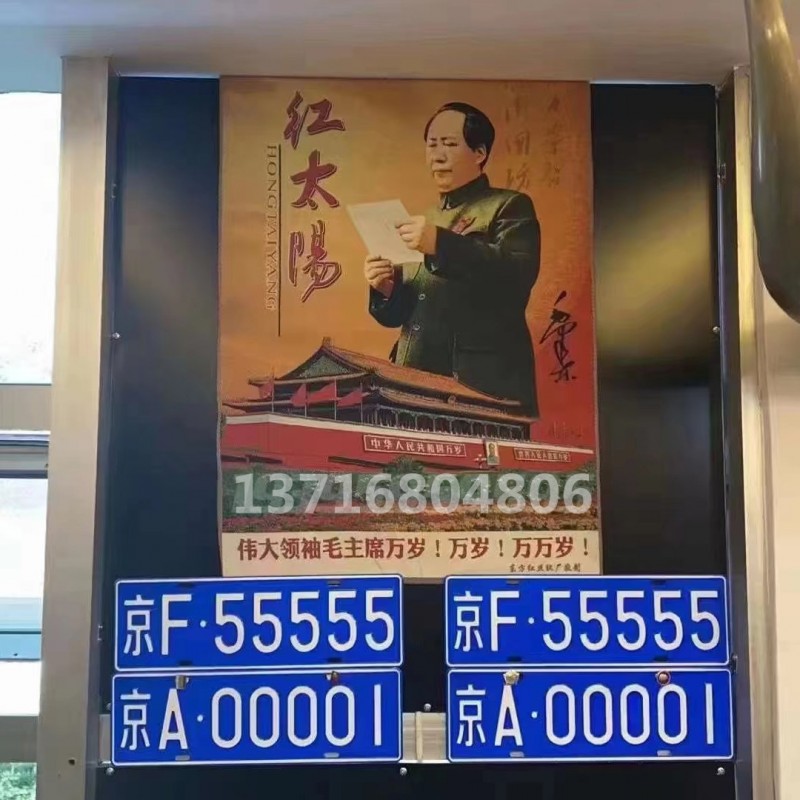 红太陽
HONGTAIYANG
中华人民共和国万岁
世界人民大团结万岁
13716804806
伟大领袖毛主席万岁！万岁！万万岁！
京F·55555
京F·55555
京A·00001
京A·00001